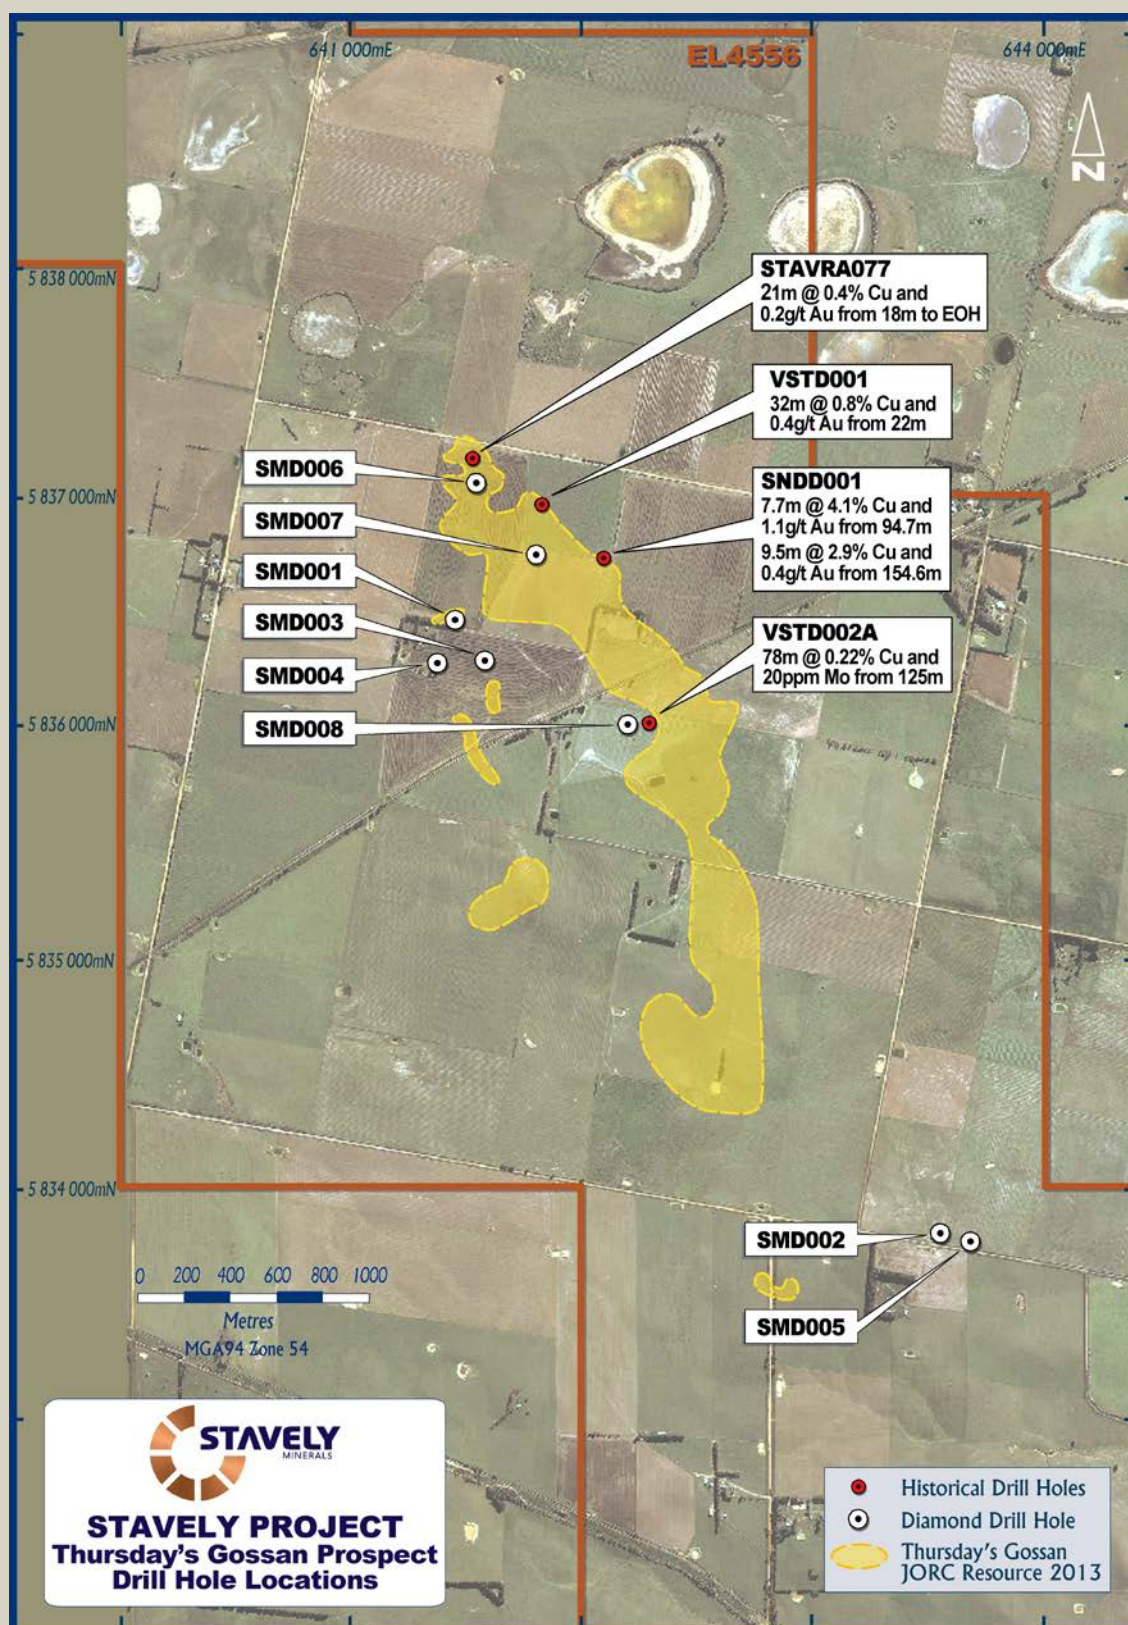 641 000mE
EL4556
644 000mE
N
5 838 000mN
STAVRA077
21m @ 0.4% Cu and
0.2g/t Au from 18m to EOH
VSTD001
32m @ 0.8% Cu and
0.4g/t Au from 22m
SMD006
SNDD001
7.7m @ 4.1% Cu and
1.1g/t Au from 94.7m
9.5m @ 2.9% Cu and
0.4g/t Au from 154.6m
5 837 000mN
SMD007
SMD001
SMD003
VSTD002A
78m @ 0.22% Cu and
20ppm Mo from 125m
SMD004
5 836 000mN
SMD008
5 835 000mN
5 834 000mN
SMD002
SMD005
0 200 400 600 800 1000
Metres
MGA94 Zone 54
STAVELY
MINERALS
STAVELY PROJECT
Thursday's Gossan Prospect
Drill Hole Locations
Historical Drill Holes
Diamond Drill Hole
Thursday's Gossan
JORC Resource 2013